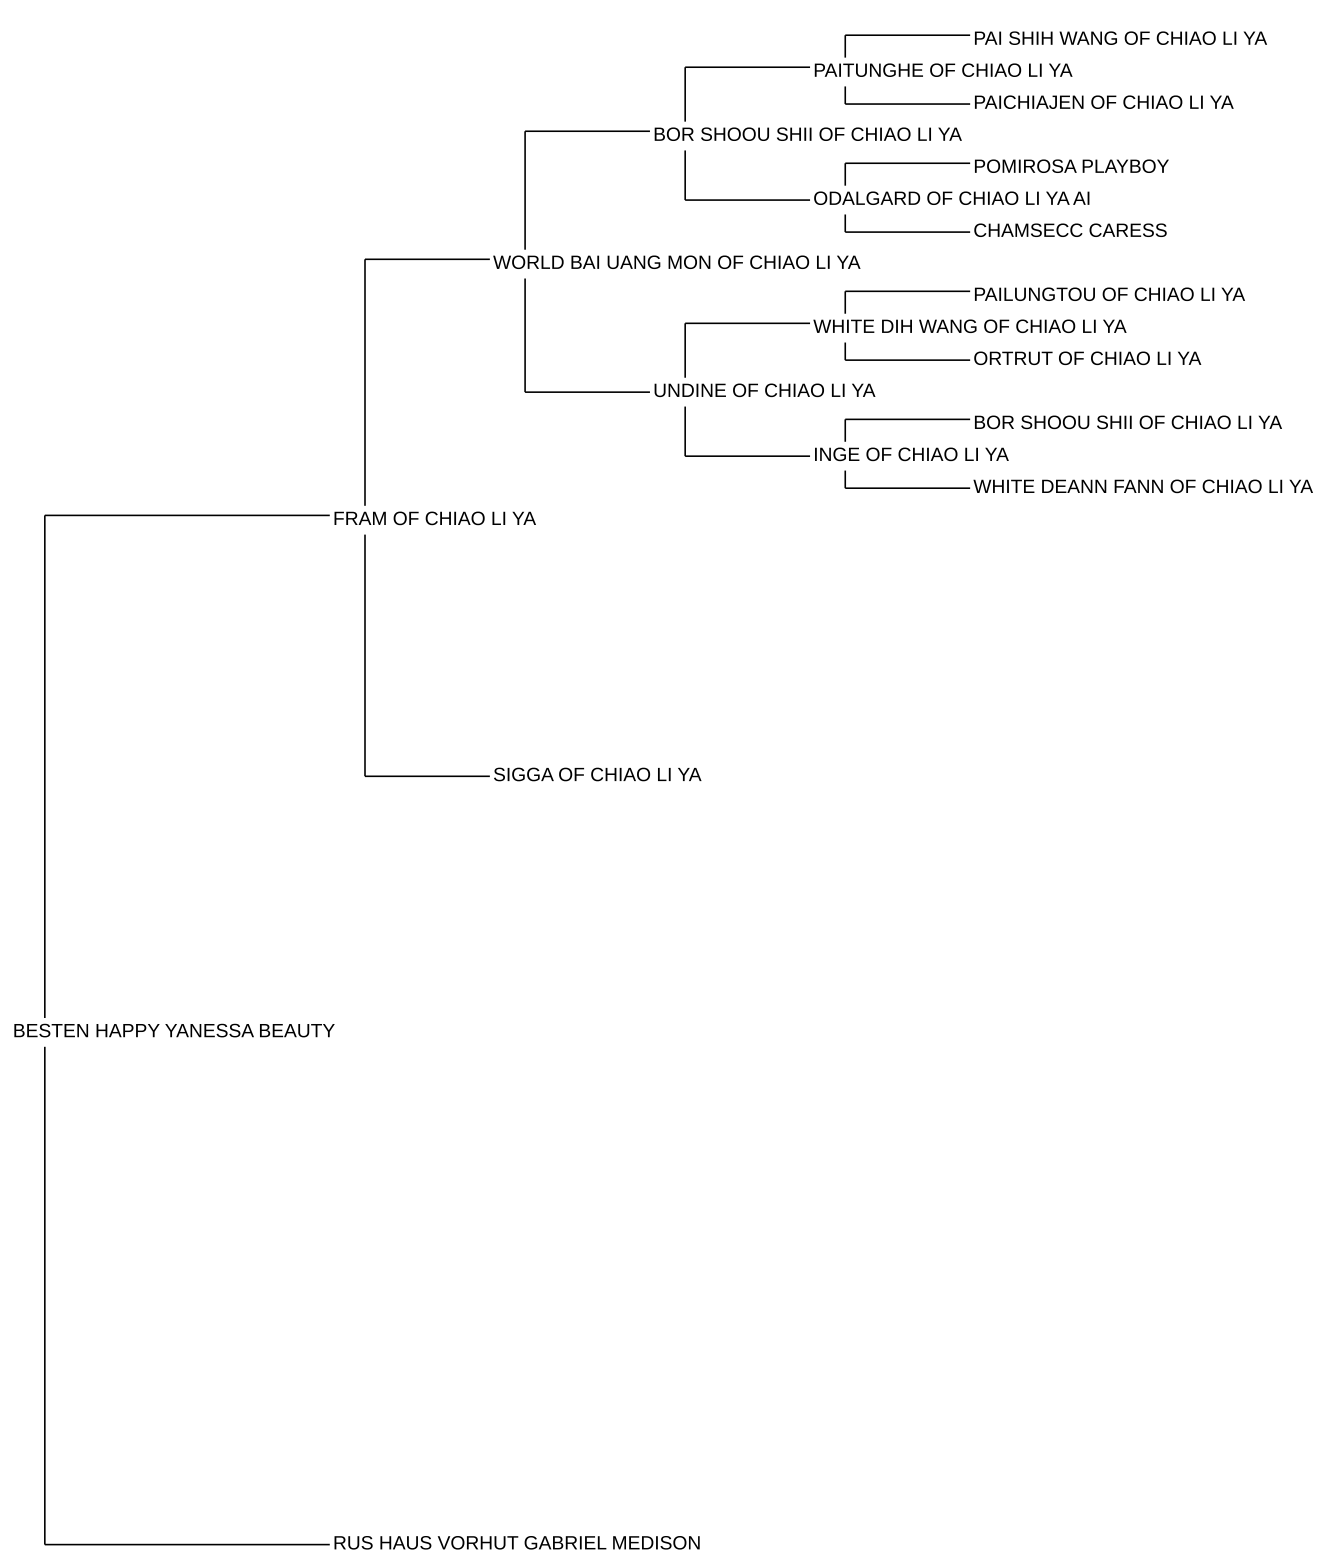 PAI SHIH WANG OF CHIAO LI YA
PAITUNGHE OF CHIAO LI YA
PAICHIAJEN OF CHIAO LI YA
BOR SHOOU SHII OF CHIAO LI YA
POMIROSA PLAYBOY
ODALGARD OF CHIAO LI YA AI
CHAMSECC CARESS
WORLD BAI UANG MON OF CHIAO LI YA
PAILUNGTOU OF CHIAO LI YA
WHITE DIH WANG OF CHIAO LI YA
ORTRUT OF CHIAO LI YA
UNDINE OF CHIAO LI YA
BOR SHOOU SHII OF CHIAO LI YA
INGE OF CHIAO LI YA
WHITE DEANN FANN OF CHIAO LI YA
FRAM OF CHIAO LI YA
SIGGA OF CHIAO LI YA
BESTEN HAPPY YANESSA BEAUTY
RUS HAUS VORHUT GABRIEL MEDISON